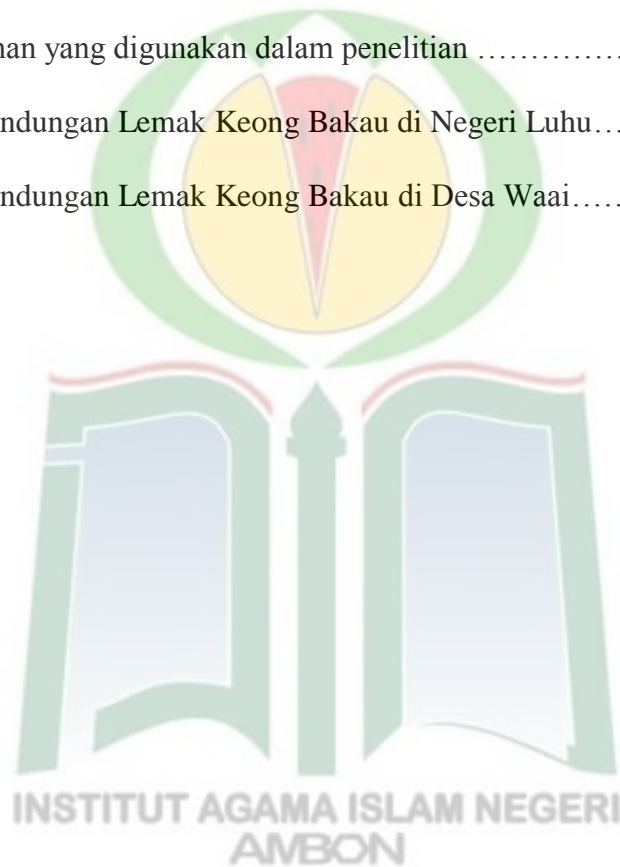 han yang digunakan dalam penelitian ……………
ndungan Lemak Keong Bakau di Negeri Luhu…
ndungan Lemak Keong Bakau di Desa Waai……
INSTITUT AGAMA ISLAM NEGERI
AMBON